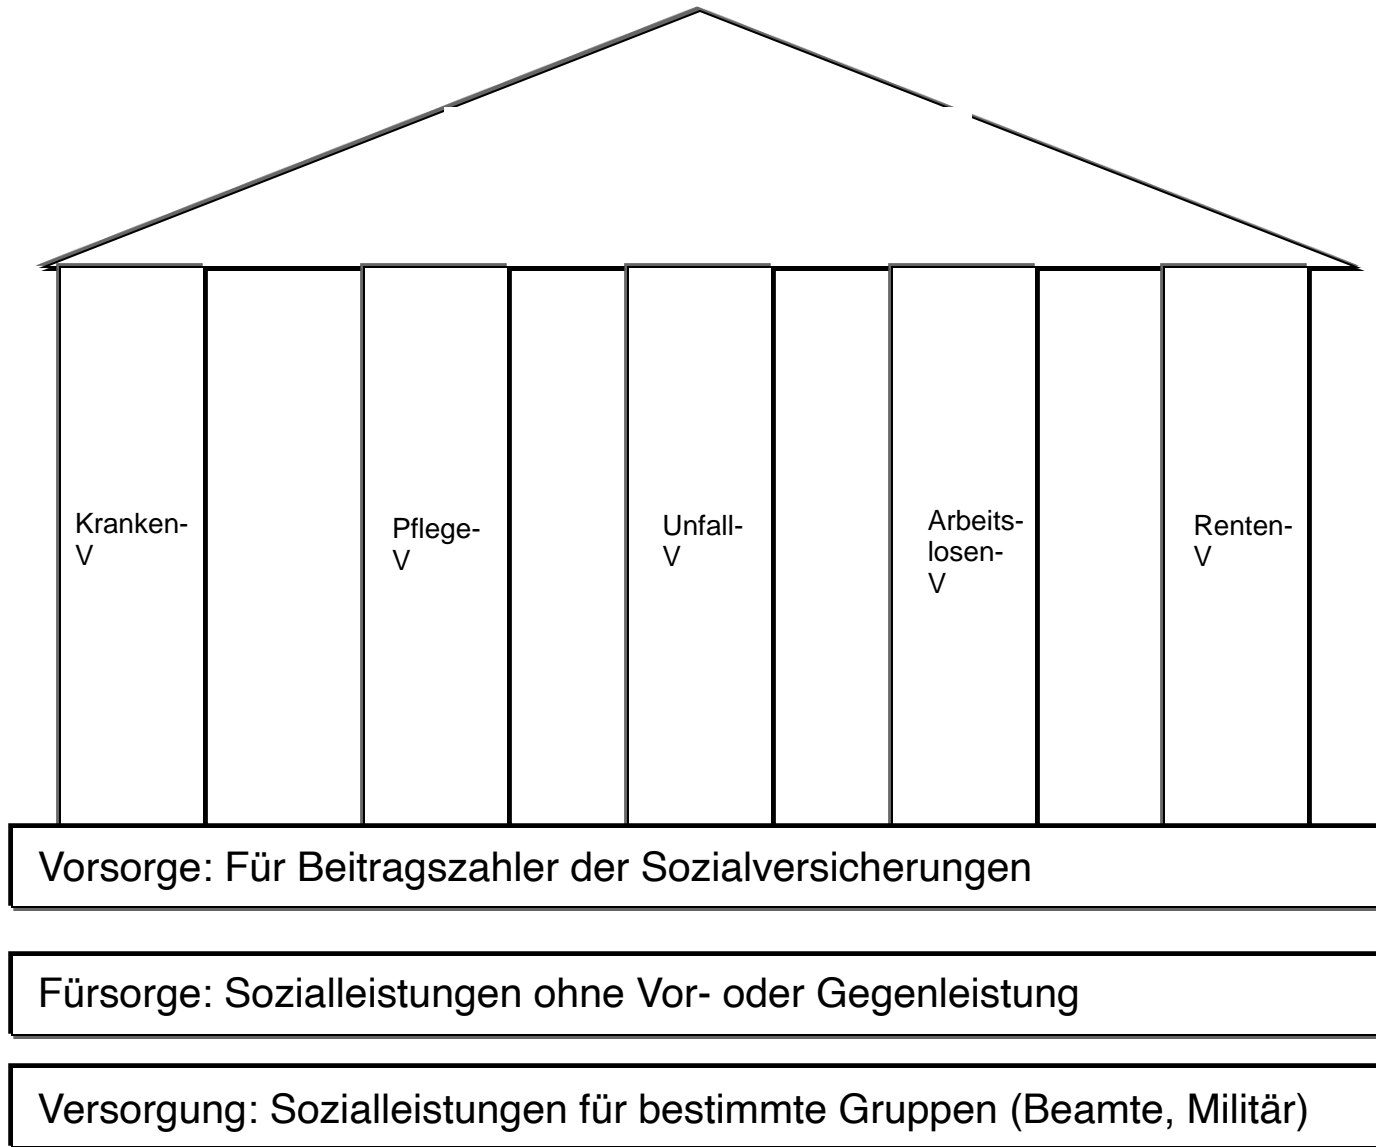 Kranken-
V
Pflege-
V
Unfall-
V
Arbeits-
losen-
V
Renten-
V
Vorsorge: Für Beitragszahler der Sozialversicherungen
Fürsorge: Sozialleistungen ohne Vor- oder Gegenleistung
Versorgung: Sozialleistungen für bestimmte Gruppen (Beamte, Militär)